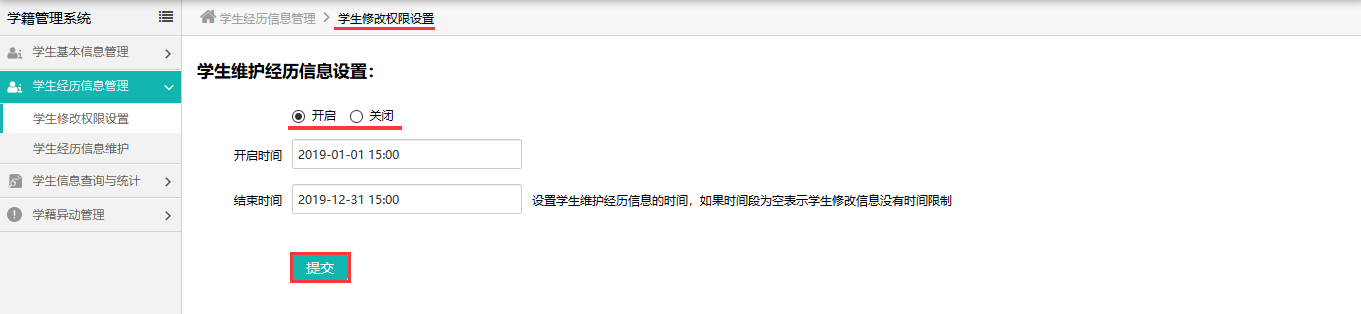 学籍管理系统
学生基本信息管理
学生经历信息管理
学生修改权限设置
学生经历信息维护
学生信息查询与统计
学籍异动管理
学生经历信息管理 > 学生修改权限设置
学生维护经历信息设置：
开启 关闭
开启时间 2019-01-01 15:00
结束时间 2019-12-31 15:00 设置学生维护经历信息的时间，如果时间段为空表示学生修改信息没有时间限制
提交